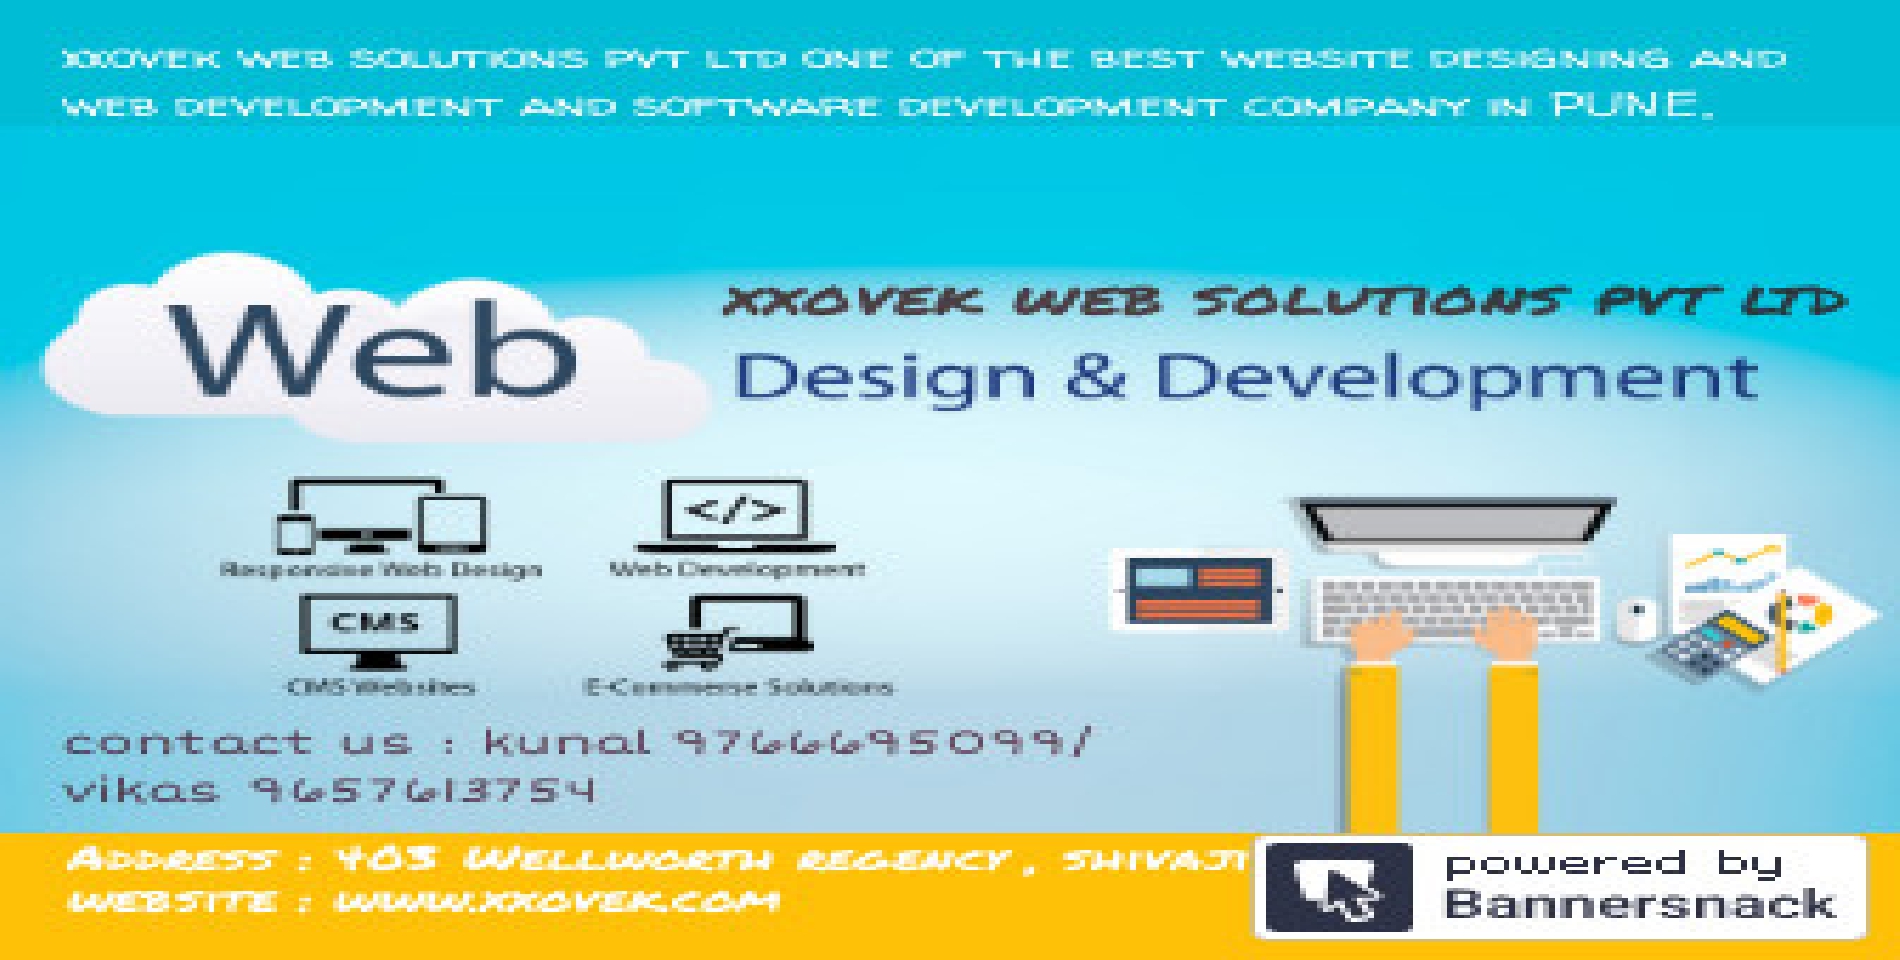 XXOVEK WEB SOLUTIONS PVT LTD ONE OF THE BEST WEBSITE DESIGNING AND
WEB DEVELOPMENT AND SOFTWARE DEVELOPMENT COMPANY IN PUNE.
Web
XXOVEK WEB SOLUTIONS PVT LTD
Design & Development
</>
Responsive Web Design
Web Development
CMS
CMS Websites
E-Commerse Solutions
contact us : kunal 9766695099/
vikas 9657613754
ADDRESS : 403 WELLWORTH REGENCY, SHIVAJI
WEBSITE : WWW.XXOVEK.COM
powered by
Bannersnack